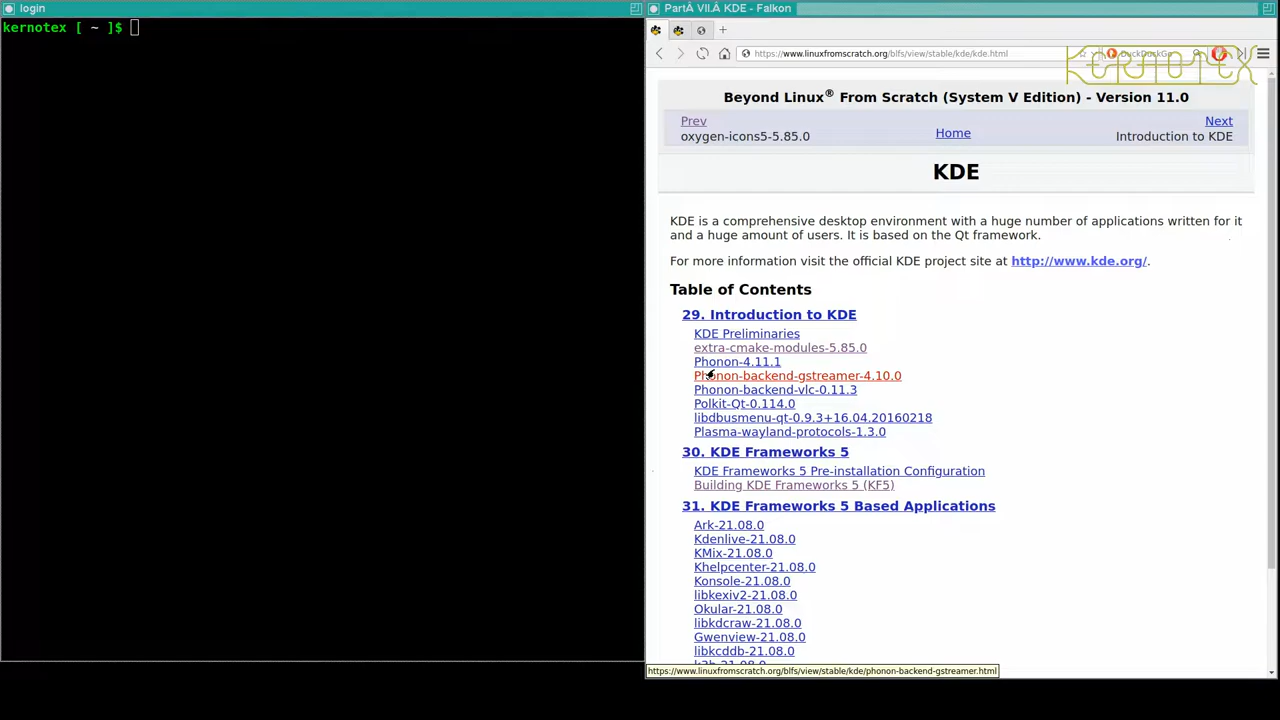 login
kernotex [ ~ ]$
PartÂ VII.Â KDE - Falkon
https://www.linuxfromscratch.org/blfs/view/stable/kde/kde.html
DuckDuckGo
KERNOTEX
Beyond Linux® From Scratch (System V Edition) - Version 11.0
Prev
Next
oxygen-icons5-5.85.0
Home
Introduction to KDE
KDE
KDE is a comprehensive desktop environment with a huge number of applications written for it
and a huge amount of users. It is based on the Qt framework.
For more information visit the official KDE project site at http://www.kde.org/.
Table of Contents
29. Introduction to KDE
KDE Preliminaries
extra-cmake-modules-5.85.0
Phonon-4.11.1
Phonon-backend-gstreamer-4.10.0
Phonon-backend-vlc-0.11.3
Polkit-Qt-0.114.0
libdbusmenu-qt-0.9.3+16.04.20160218
Plasma-wayland-protocols-1.3.0
30. KDE Frameworks 5
KDE Frameworks 5 Pre-installation Configuration
Building KDE Frameworks 5 (KF5)
31. KDE Frameworks 5 Based Applications
Ark-21.08.0
Kdenlive-21.08.0
KMix-21.08.0
Khelpcenter-21.08.0
Konsole-21.08.0
libkexiv2-21.08.0
Okular-21.08.0
libkdcraw-21.08.0
Gwenview-21.08.0
libkcddb-21.08.0
k3b-21.08.0
https://www.linuxfromscratch.org/blfs/view/stable/kde/phonon-backend-gstreamer.html